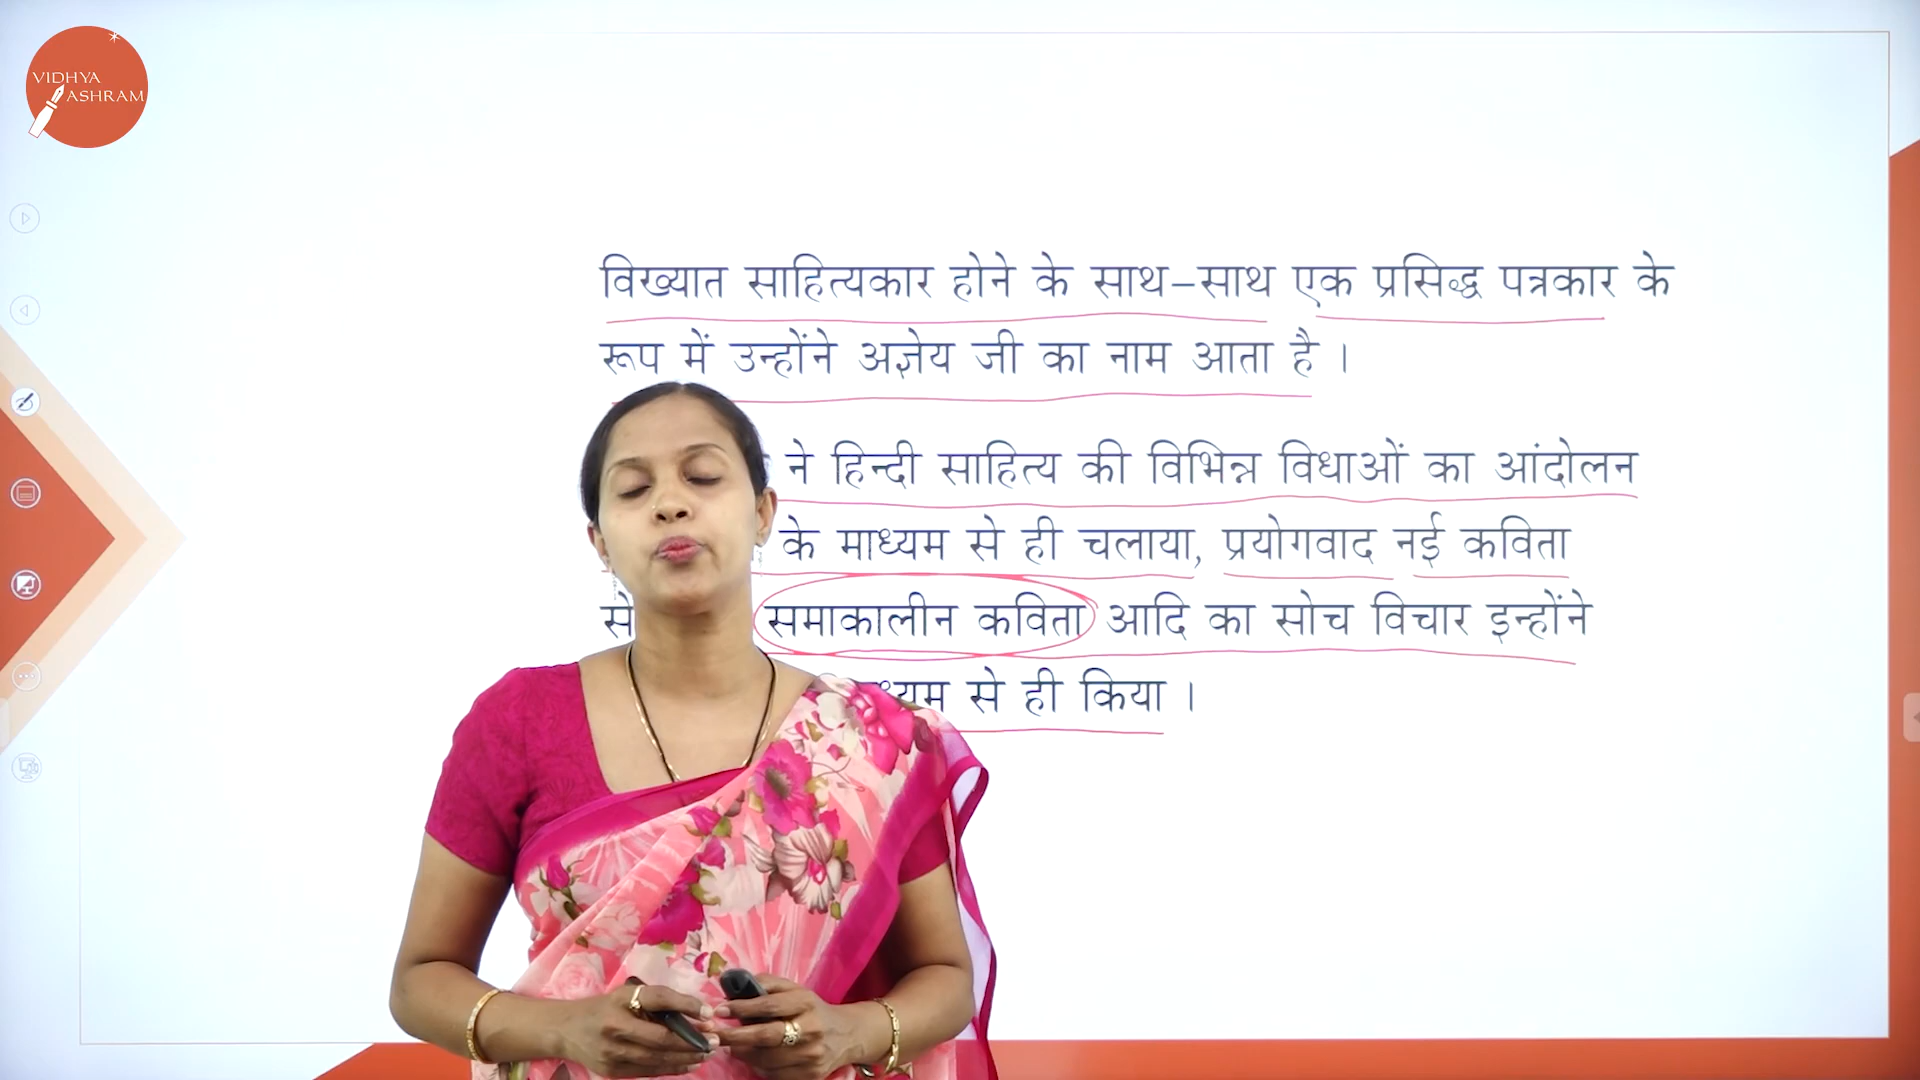 VIDHYA
ASHRAM
विख्यात साहित्यकार होने के साथ–साथ एक प्रसिद्ध पत्रकार के
रूप में उन्होंने अज्ञेय जी का नाम आता है ।
ने हिन्दी साहित्य की विभिन्न विधाओं का आंदोलन
के माध्यम से ही चलाया, प्रयोगवाद नई कविता
से समाकालीन कविता आदि का सोच विचार इन्होंने
से ही किया ।